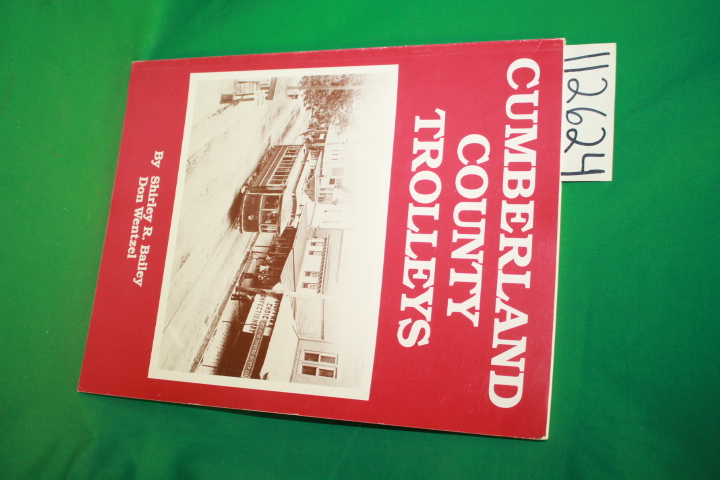 CUMBERLAND
COUNTY
TROLLEYS
By Shirley R. Bailey
Don Wentzel
112624